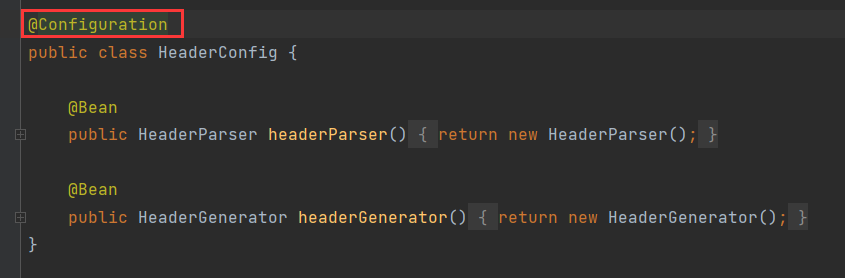 @Configuration
public class HeaderConfig {
@Bean
public HeaderParser headerParser() { return new HeaderParser(); }
@Bean
public HeaderGenerator headerGenerator() { return new HeaderGenerator(); }
}